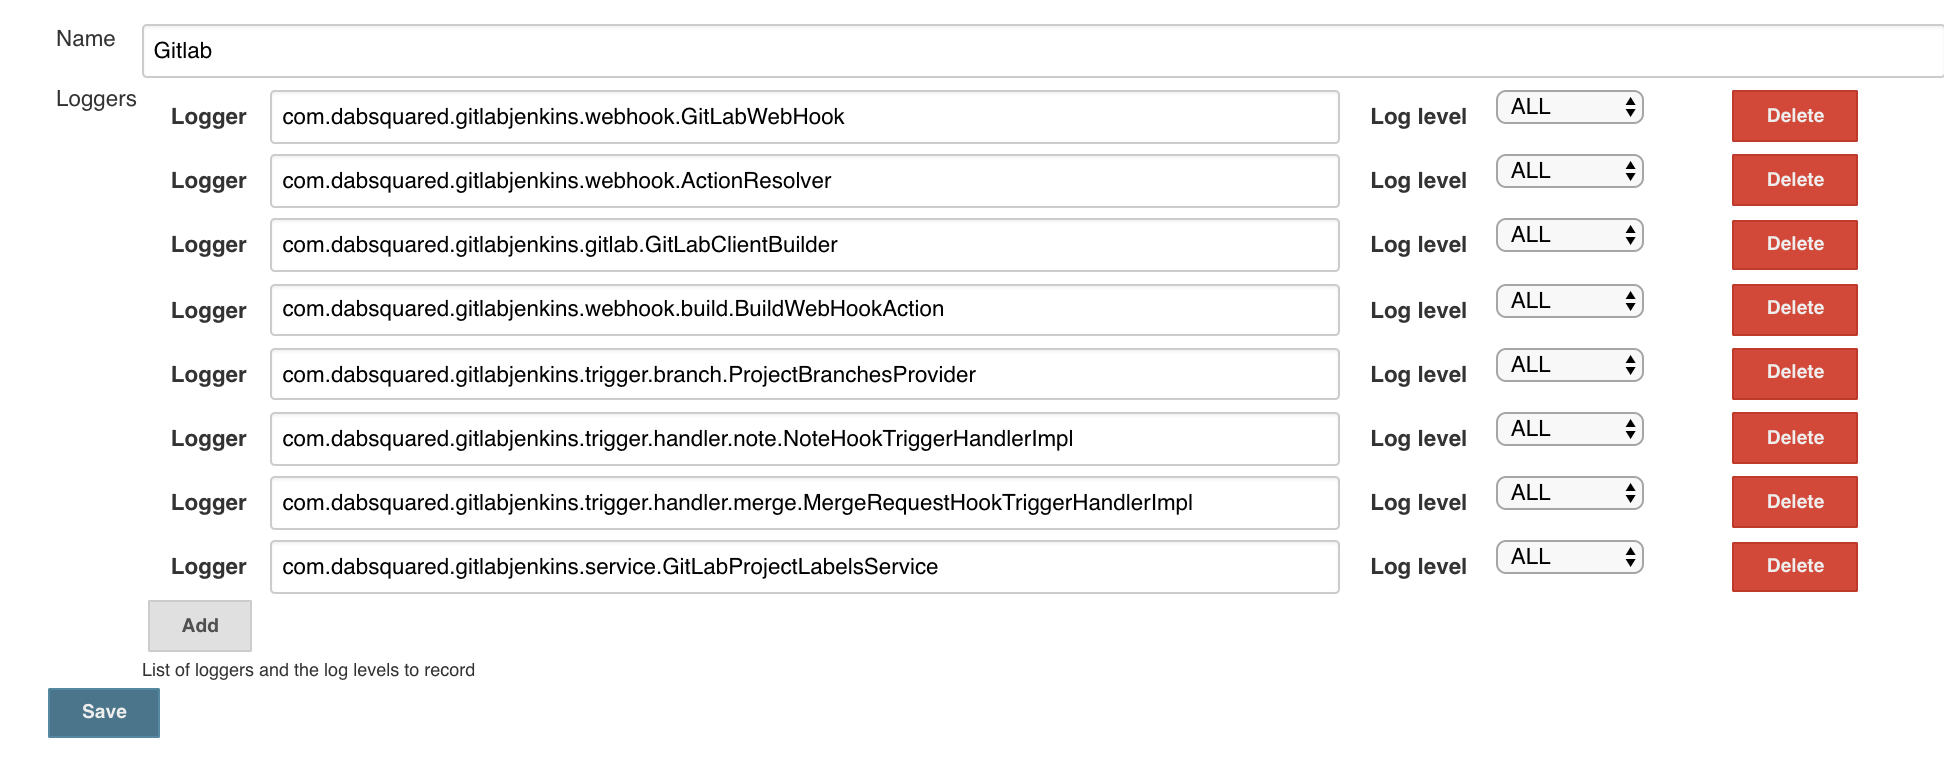 Name Gitlab
Loggers
Logger com.dabsquared.gitlabjenkins.webhook.GitLabWebHook Log level ALL Delete
Logger com.dabsquared.gitlabjenkins.webhook.ActionResolver Log level ALL Delete
Logger com.dabsquared.gitlabjenkins.gitlab.GitLabClientBuilder Log level ALL Delete
Logger com.dabsquared.gitlabjenkins.webhook.build.BuildWebHookAction Log level ALL Delete
Logger com.dabsquared.gitlabjenkins.trigger.branch.ProjectBranchesProvider Log level ALL Delete
Logger com.dabsquared.gitlabjenkins.trigger.handler.note.NoteHookTriggerHandlerImpl Log level ALL Delete
Logger com.dabsquared.gitlabjenkins.trigger.handler.merge.MergeRequestHookTriggerHandlerImpl Log level ALL Delete
Logger com.dabsquared.gitlabjenkins.service.GitLabProjectLabelsService Log level ALL Delete
Add
List of loggers and the log levels to record
Save